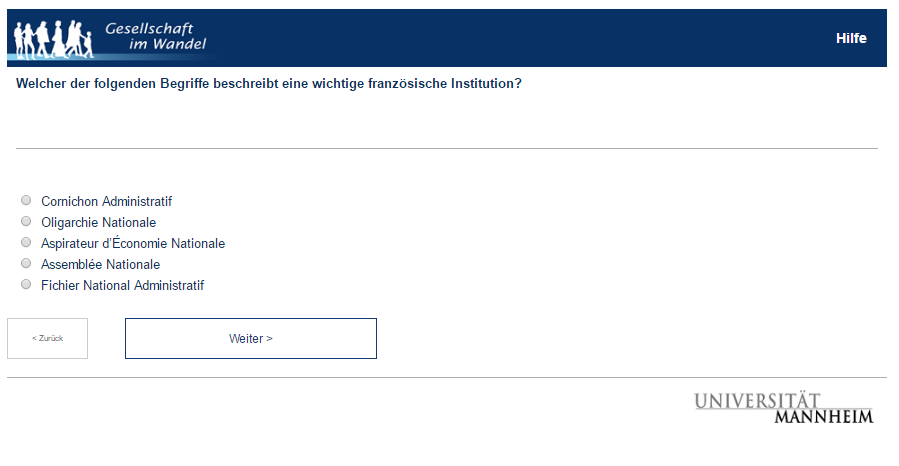 Gesellschaft
im Wandel
Hilfe
Welcher der folgenden Begriffe beschreibt eine wichtige französische Institution?
Cornichon Administratif
Oligarchie Nationale
Aspirateur d'Économie Nationale
Assemblée Nationale
Fichier National Administratif
< Zurück
Weiter >
UNIVERSITÄT
MANNHEIM